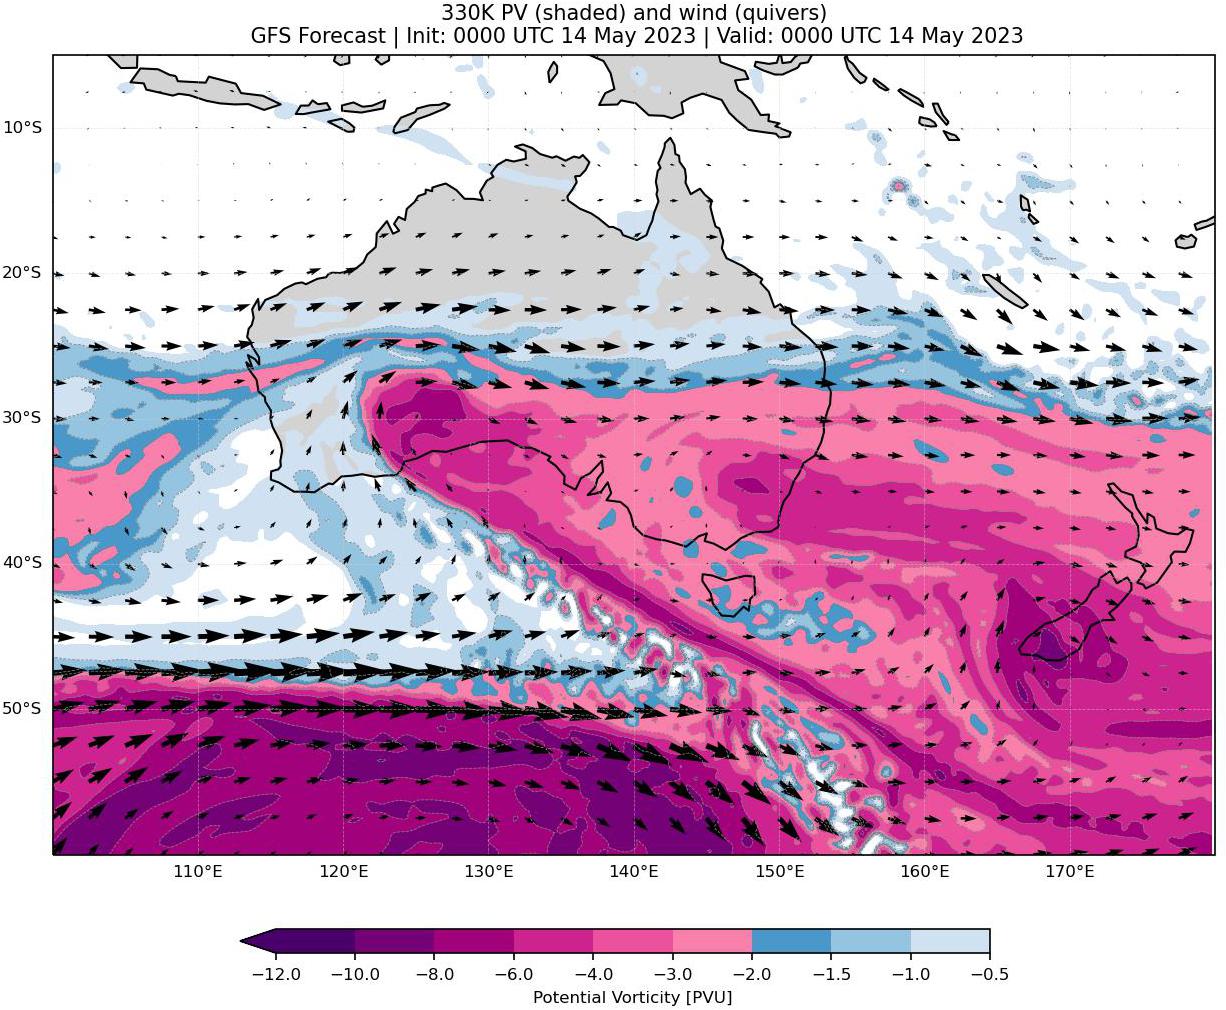 330K PV (shaded) and wind (quivers)
GFS Forecast | Init: 0000 UTC 14 May 2023 | Valid: 0000 UTC 14 May 2023
10°S
20°S
30°S
40°S
50°S
110°E 120°E 130°E 140°E 150°E 160°E 170°E
−12.0 −10.0 −8.0 −6.0 −4.0 −3.0 −2.0 −1.5 −1.0 −0.5
Potential Vorticity [PVU]